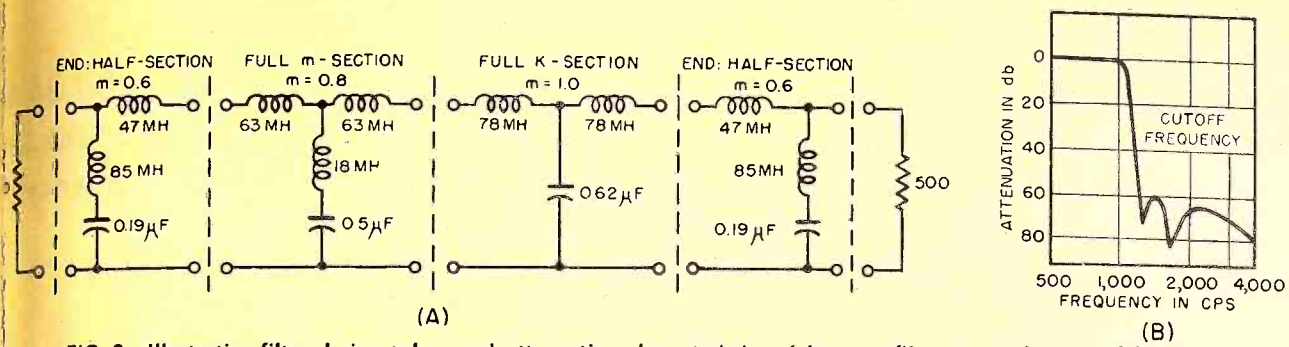 END: HALF-SECTION
m = 0.6
47 MH
85 MH
0.19 μF
FULL m-SECTION
m = 0.8
63 MH 63 MH
18 MH
0.5 μF
FULL K-SECTION
m = 1.0
78 MH 78 MH
0.62 μF
END: HALF-SECTION
m = 0.6
47 MH
85 MH
0.19 μF
500
(A)
ATTENUATION IN db
0
20
40
60
80
CUTOFF
FREQUENCY
500 1,000 2,000 4,000
FREQUENCY IN CPS
(B)